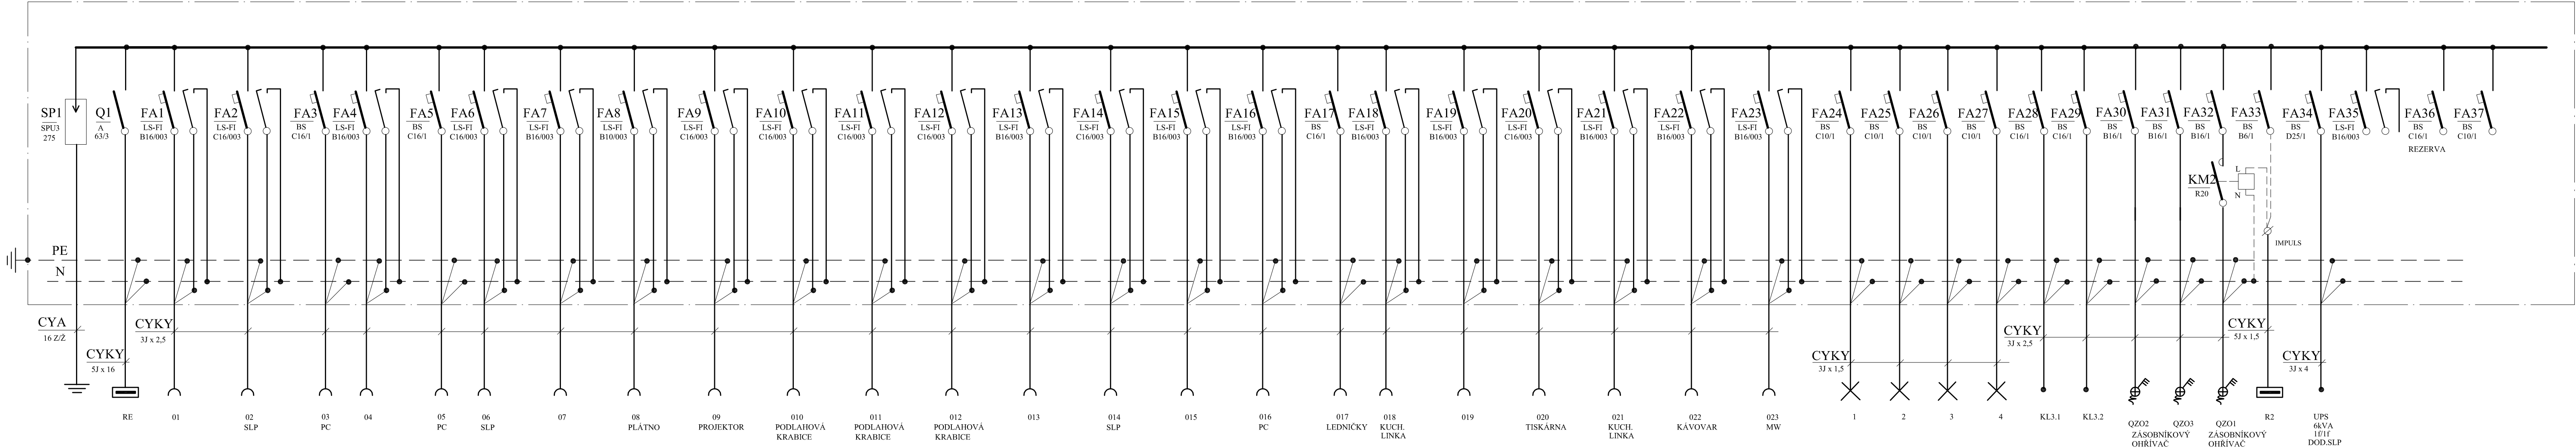 SP1
SPU3
275
Q1
A
63/3
FA1
LS-FI
B16/003
FA2
LS-FI
C16/003
FA3
BS
C16/1
FA4
LS-FI
B16/003
FA5
BS
C16/1
FA6
LS-FI
C16/003
FA7
LS-FI
B16/003
FA8
LS-FI
B10/003
FA9
LS-FI
C16/003
FA10
LS-FI
C16/003
FA11
LS-FI
C16/003
FA12
LS-FI
C16/003
FA13
LS-FI
B16/003
FA14
LS-FI
C16/003
FA15
LS-FI
B16/003
FA16
LS-FI
B16/003
FA17
BS
C16/1
FA18
LS-FI
B16/003
FA19
LS-FI
B16/003
FA20
LS-FI
C16/003
FA21
LS-FI
B16/003
FA22
LS-FI
B16/003
FA23
LS-FI
B16/003
FA24
BS
C10/1
FA25
BS
C10/1
FA26
BS
C10/1
FA27
BS
C10/1
FA28
BS
C16/1
FA29
BS
C16/1
FA30
BS
B16/1
FA31
BS
B16/1
FA32
BS
B16/1
FA33
BS
B6/1
FA34
BS
D25/1
FA35
LS-FI
B16/003
FA36
BS
C16/1
FA37
BS
C10/1
REZERVA
KM2
R20
L
N
IMPULS
PE
N
CYA
16 Z/Ž
CYKY
5J x 16
CYKY
3J x 2,5
CYKY
3J x 1,5
CYKY
3J x 2,5
CYKY
5J x 1,5
CYKY
3J x 4
RE
01
02
SLP
03
PC
04
05
PC
06
SLP
07
08
PLÁTNO
09
PROJEKTOR
010
PODLAHOVÁ
KRABICE
011
PODLAHOVÁ
KRABICE
012
PODLAHOVÁ
KRABICE
013
014
SLP
015
016
PC
017
LEDNIČKY
018
KUCH.
LINKA
019
020
TISKÁRNA
021
KUCH.
LINKA
022
KÁVOVAR
023
MW
1
2
3
4
KL3.1
KL3.2
QZO2
QZO3
ZÁSOBNÍKOVÝ
OHŘÍVAČ
QZO1
ZÁSOBNÍKOVÝ
OHŘÍVAČ
R2
UPS
6kVA
1f/1f
DOD.SLP